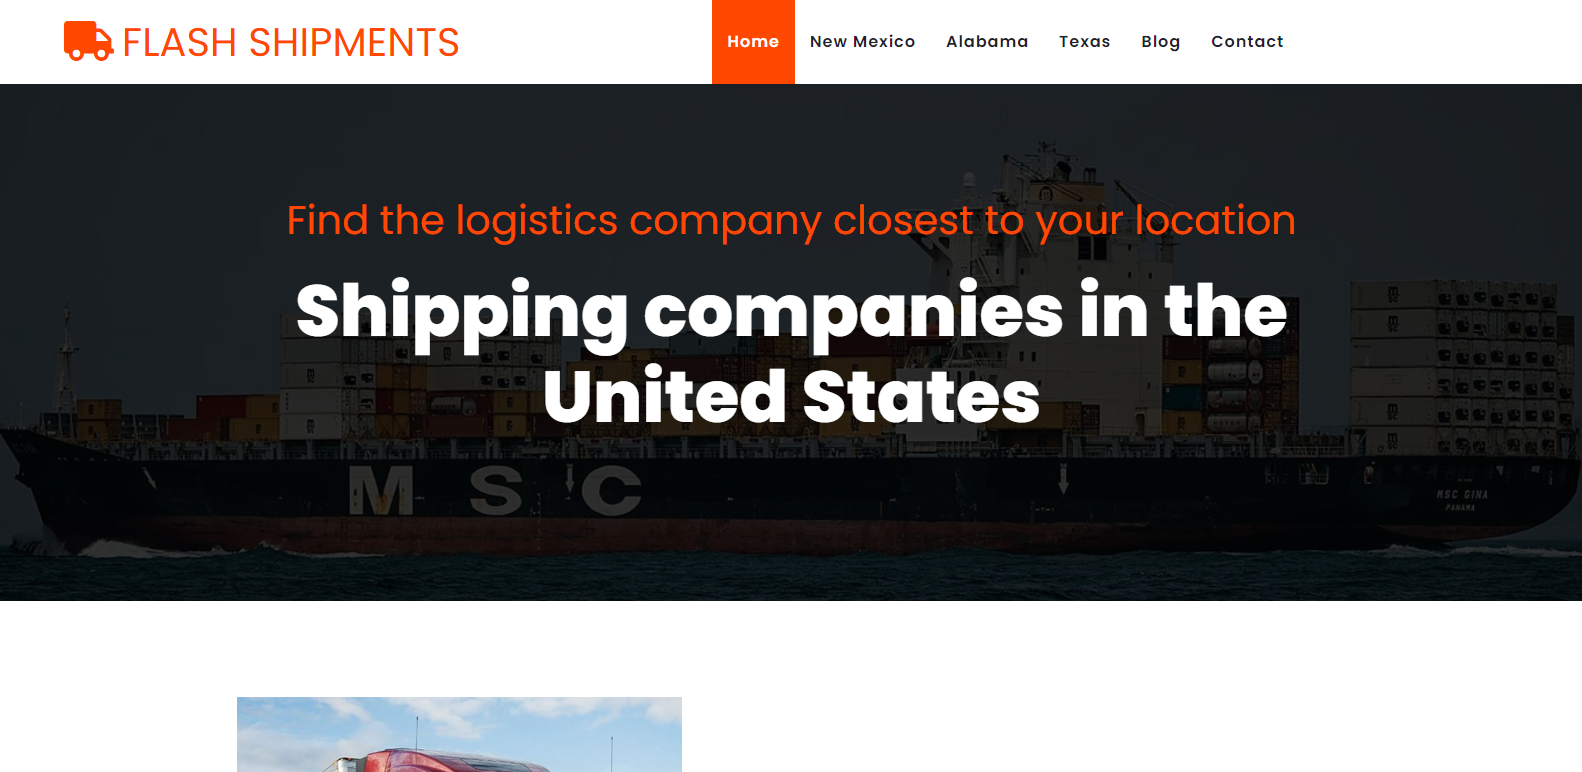 FLASH SHIPMENTS
Home New Mexico Alabama Texas Blog Contact
Find the logistics company closest to your location
Shipping companies in the
United States
M S C
MSC GINA
PANAMA